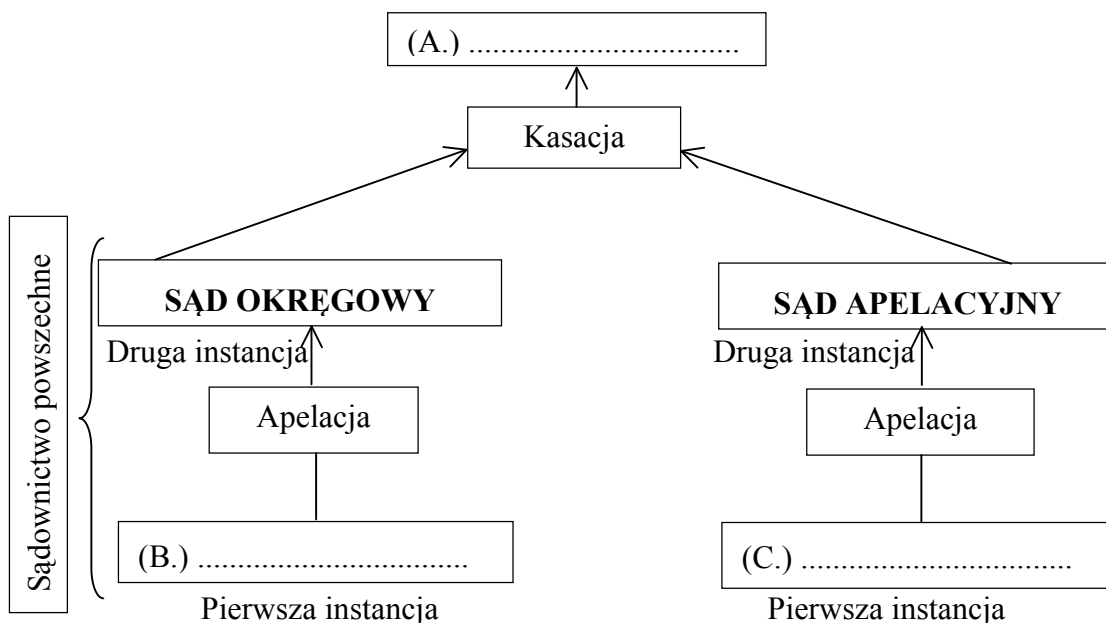 (A.) ..................................
Kasacja
Sądownictwo powszechne
SĄD OKRĘGOWY
SĄD APELACYJNY
Druga instancja
Druga instancja
Apelacja
Apelacja
(B.) ..................................
(C.) .................................
Pierwsza instancja
Pierwsza instancja